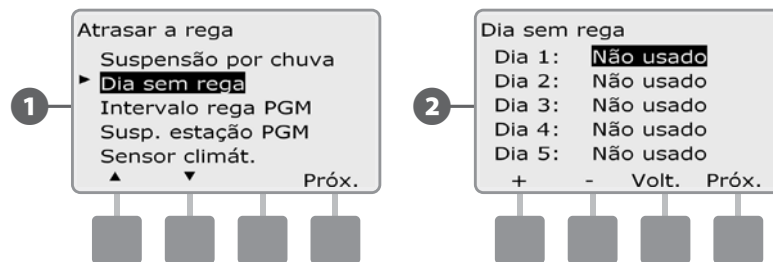 1
Atrasar a rega
Suspensão por chuva
► Dia sem rega
Intervalo rega PGM
Susp. estação PGM
Sensor climát.
▲ ▼ Próx.
2
Dia sem rega
Dia 1: Não usado
Dia 2: Não usado
Dia 3: Não usado
Dia 4: Não usado
Dia 5: Não usado
+ - Volt. Próx.